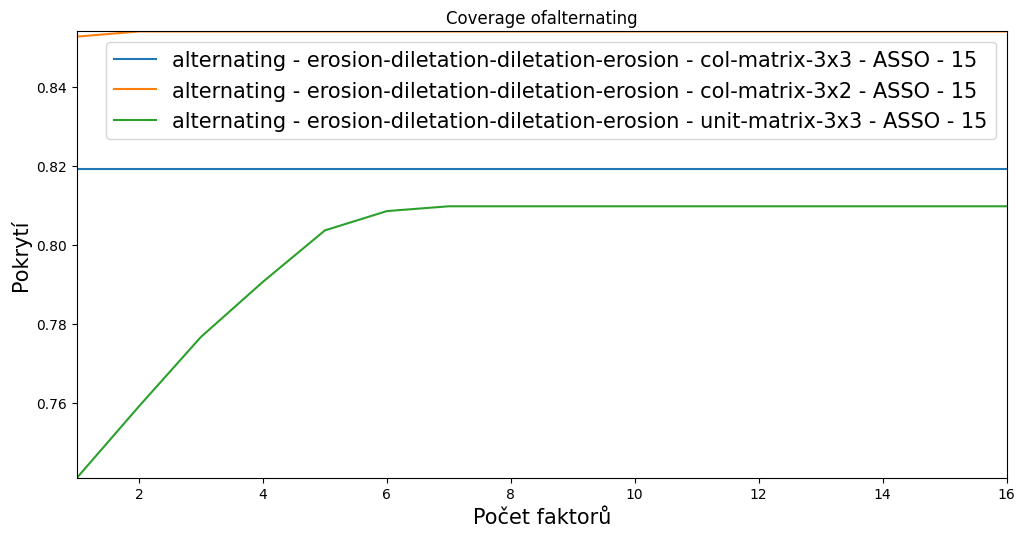 Coverage ofalternating
alternating - erosion-diletation-diletation-erosion - col-matrix-3x3 - ASSO - 15
alternating - erosion-diletation-diletation-erosion - col-matrix-3x2 - ASSO - 15
alternating - erosion-diletation-diletation-erosion - unit-matrix-3x3 - ASSO - 15
Pokrytí
0.84
0.82
0.80
0.78
0.76
2 4 6 8 10 12 14 16
Počet faktorů